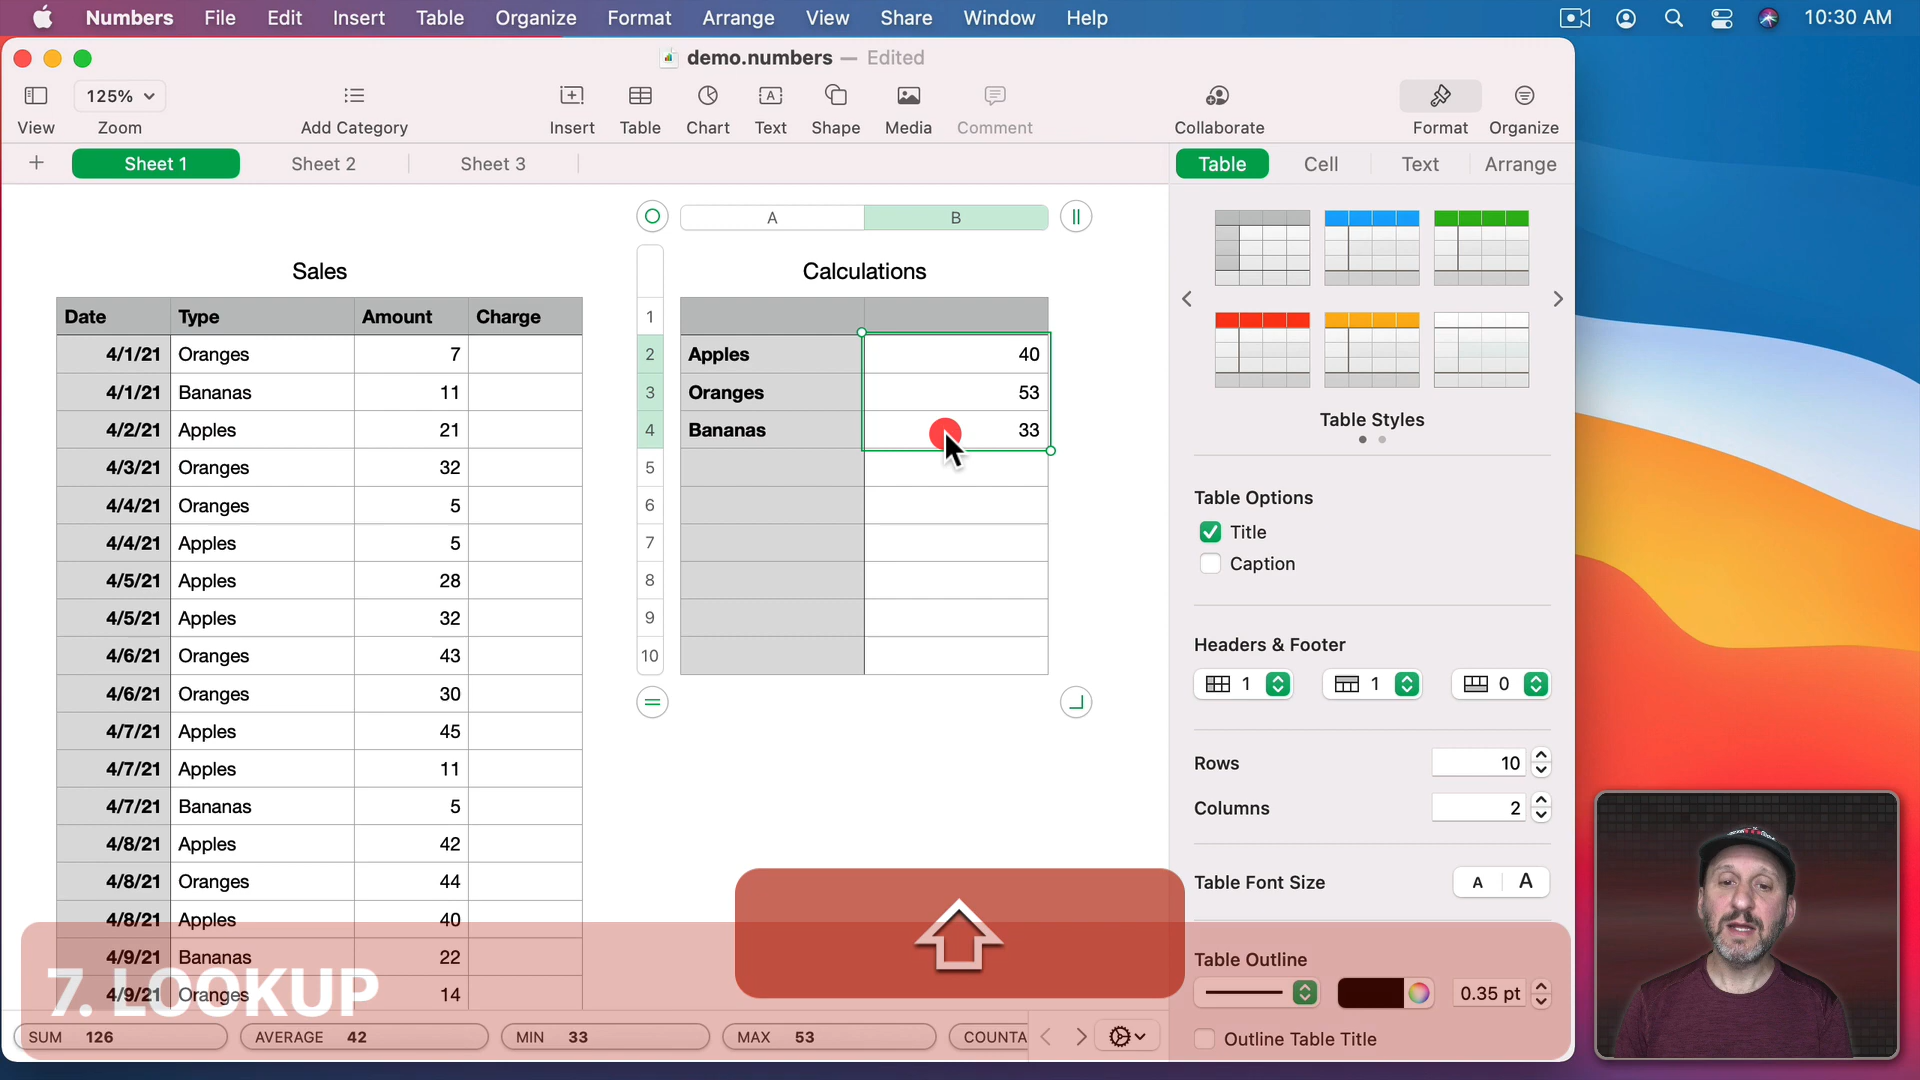 Numbers File Edit Insert Table Organize Format Arrange View Share Window Help 10:30 AM
demo.numbers — Edited
125%
View Zoom Add Category Insert Table Chart Text Shape Media Comment Collaborate Format Organize
Sheet 1 Sheet 2 Sheet 3
Table Cell Text Arrange
A B
Sales
Date Type Amount Charge
4/1/21 Oranges 7
4/1/21 Bananas 11
4/2/21 Apples 21
4/3/21 Oranges 32
4/4/21 Oranges 5
4/4/21 Apples 5
4/5/21 Apples 28
4/5/21 Apples 32
4/6/21 Oranges 43
4/6/21 Oranges 30
4/7/21 Apples 45
4/7/21 Apples 11
4/7/21 Bananas 5
4/8/21 Apples 42
4/8/21 Oranges 44
4/8/21 Apples 40
4/9/21 Bananas 22
4/9/21 Oranges 14
Calculations
1
2 Apples 40
3 Oranges 53
4 Bananas 33
5
6
7
8
9
10
Table Styles
Table Options
Title
Caption
Headers & Footer
1 1 0
Rows 10
Columns 2
Table Font Size A A
Table Outline
0.35 pt
Outline Table Title
7. LOOKUP
SUM 126 AVERAGE 42 MIN 33 MAX 53 COUNTA